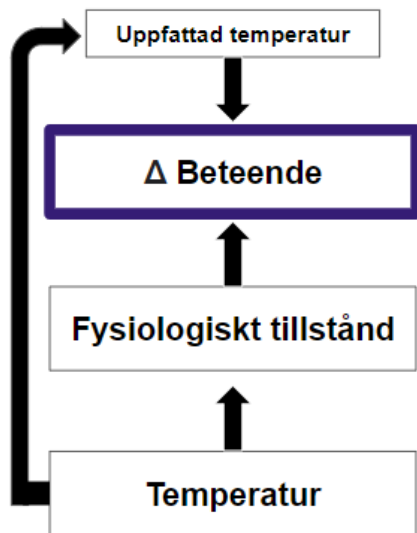 Uppfattad temperatur
Δ Beteende
Fysiologiskt tillstånd
Temperatur